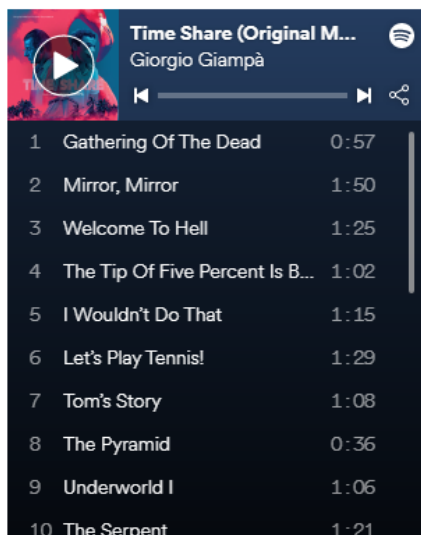 Time Share (Original M...
Giorgio Giampà
TIME SHARE
1 Gathering Of The Dead 0:57
2 Mirror, Mirror 1:50
3 Welcome To Hell 1:25
4 The Tip Of Five Percent Is B... 1:02
5 I Wouldn't Do That 1:15
6 Let's Play Tennis! 1:29
7 Tom's Story 1:08
8 The Pyramid 0:36
9 Underworld I 1:06
10 The Serpent 1:21